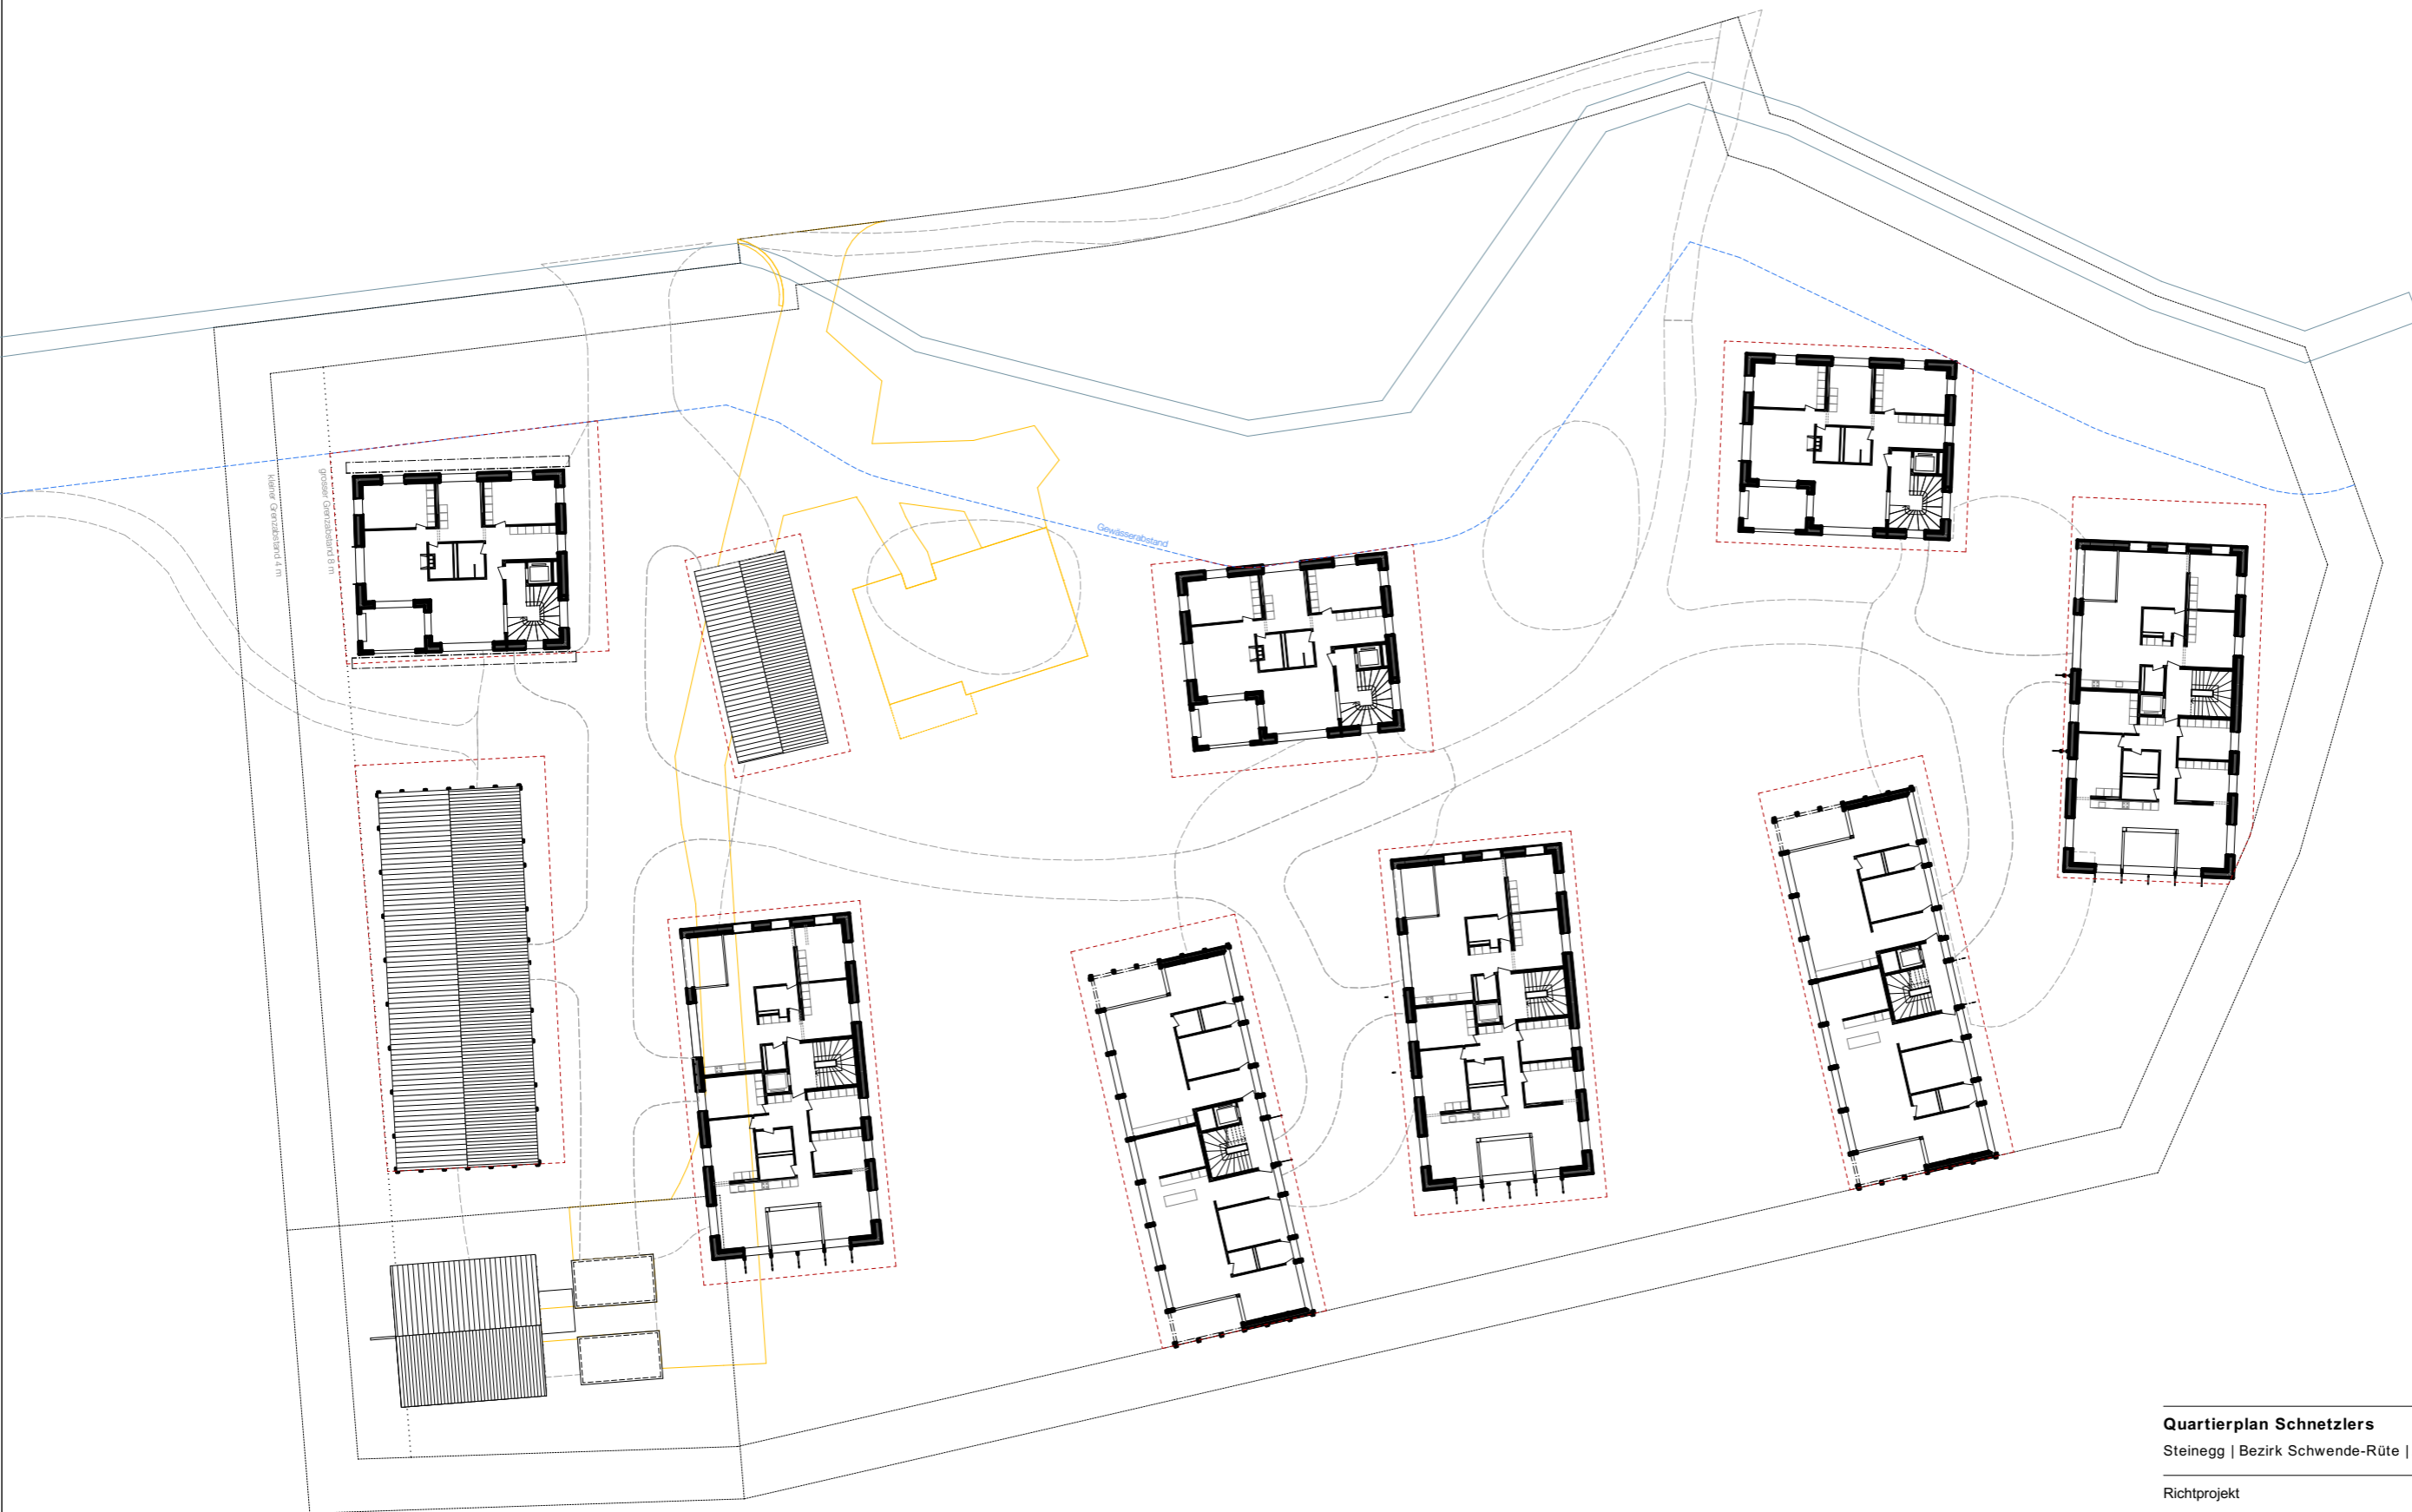 kleiner Grenzabstand 4 m
grosser Grenzabstand 8 m
Gewässerabstand
Quartierplan Schnetzlers
Steinegg | Bezirk Schwende-Rüte |
Richtprojekt